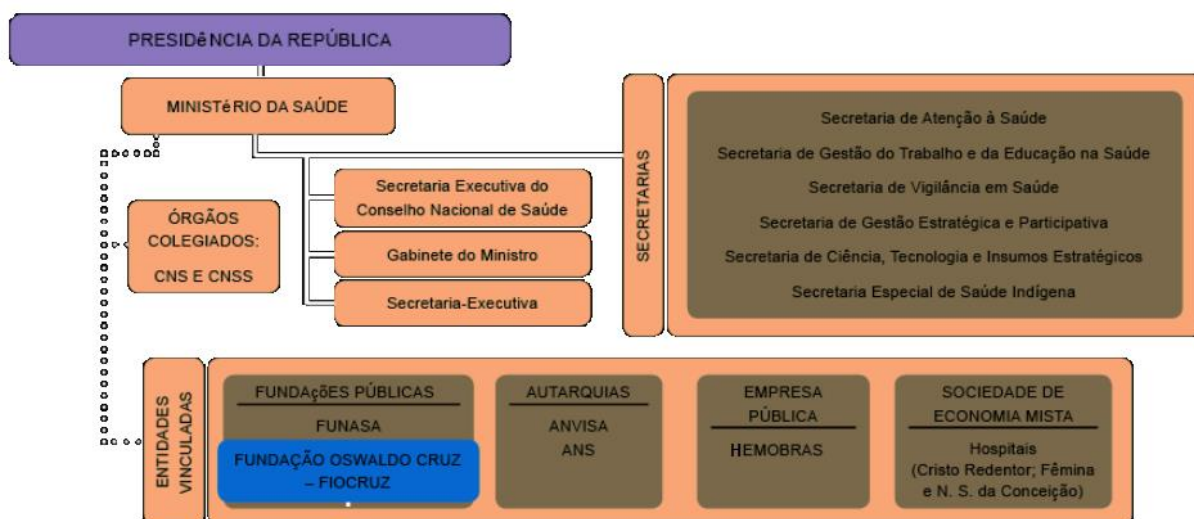 PRESIDêNCIA DA REPÚBLICA
MINISTéRIO DA SAÚDE
ÓRGÃOS
COLEGIADOS:
CNS E CNSS
Secretaria Executiva do
Conselho Nacional de Saúde
Gabinete do Ministro
Secretaria-Executiva
SECRETARIAS
Secretaria de Atenção à Saúde
Secretaria de Gestão do Trabalho e da Educação na Saúde
Secretaria de Vigilância em Saúde
Secretaria de Gestão Estratégica e Participativa
Secretaria de Ciência, Tecnologia e Insumos Estratégicos
Secretaria Especial de Saúde Indígena
ENTIDADES
VINCULADAS
FUNDAçõES PÚBLICAS
FUNASA
FUNDAÇÃO OSWALDO CRUZ
– FIOCRUZ
AUTARQUIAS
ANVISA
ANS
EMPRESA
PÚBLICA
HEMOBRAS
SOCIEDADE DE
ECONOMIA MISTA
Hospitais
(Cristo Redentor; Fêmina
e N. S. da Conceição)